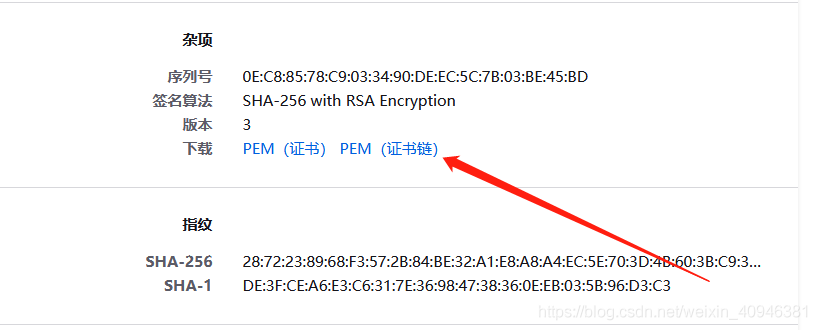 杂项
序列号 0E:C8:85:78:C9:03:34:90:DE:EC:5C:7B:03:BE:45:BD
签名算法 SHA-256 with RSA Encryption
版本 3
下载 PEM（证书） PEM（证书链）
指纹
SHA-256 28:72:23:89:68:F3:57:2B:84:BE:32:A1:E8:A8:A4:EC:5E:70:3D:4B:60:3B:C9:3...
SHA-1 DE:3F:CE:A6:E3:C6:31:7E:36:98:47:38:36:0E:EB:03:5B:96:D3:C3
https://blog.csdn.net/weixin_40946381